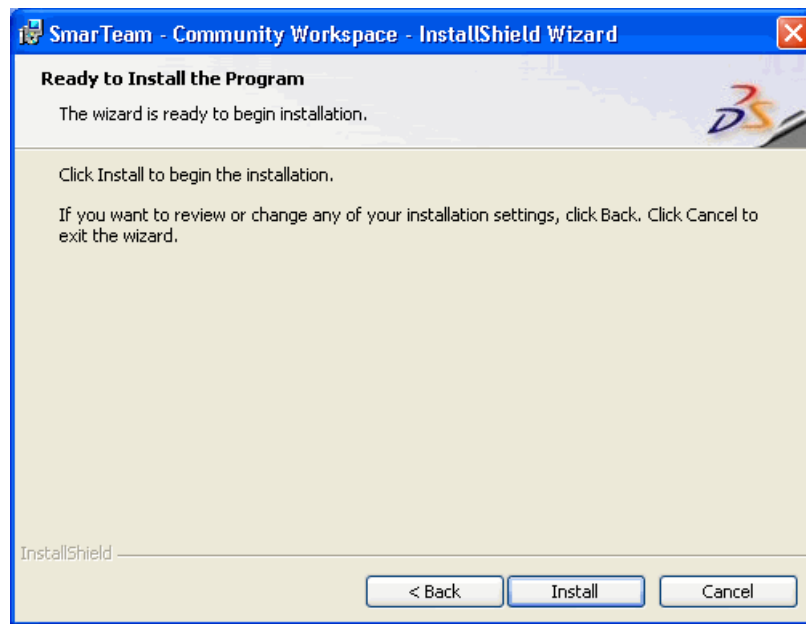 SmarTeam - Community Workspace - InstallShield Wizard
Ready to Install the Program
The wizard is ready to begin installation.
Click Install to begin the installation.
If you want to review or change any of your installation settings, click Back. Click Cancel to
exit the wizard.
InstallShield
< Back
Install
Cancel